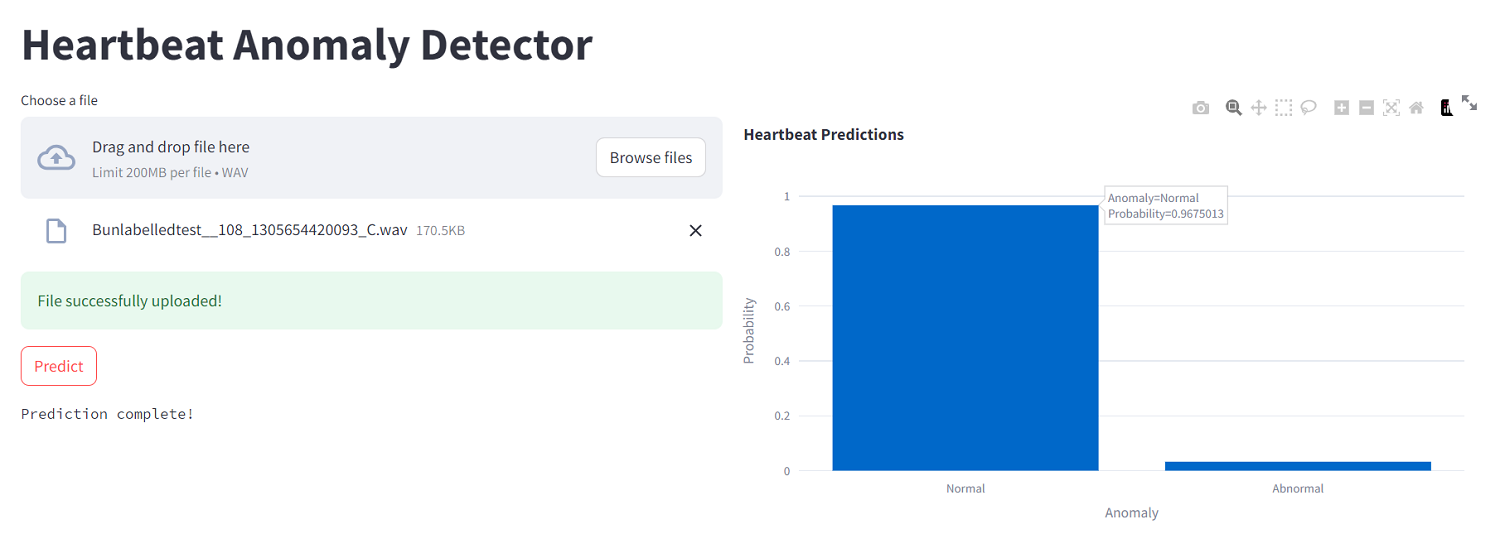 Heartbeat Anomaly Detector
Choose a file
Drag and drop file here
Limit 200MB per file • WAV
Browse files
Bunlabelledtest__108_1305654420093_C.wav 170.5KB
File successfully uploaded!
Predict
Prediction complete!
Heartbeat Predictions
Anomaly=Normal
Probability=0.9675013
1
0.8
0.6
0.4
0.2
0
Probability
Normal
Abnormal
Anomaly